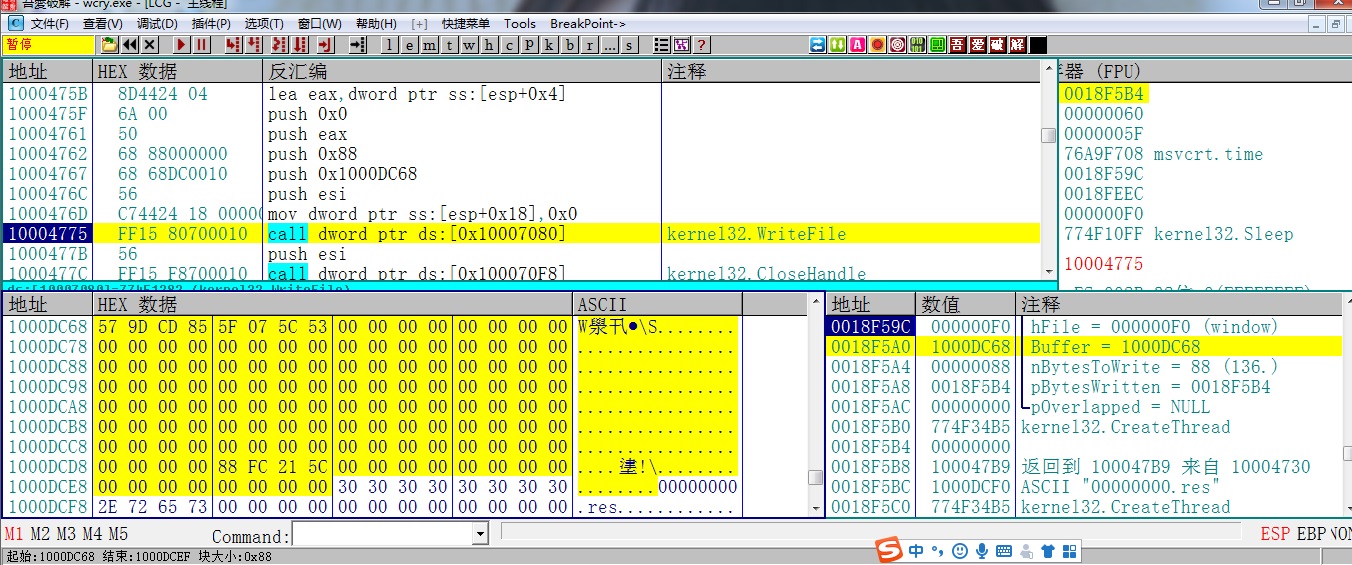 吾爱破解 - wcry.exe - [LCG - 主线程]
文件(F) 查看(V) 调试(D) 插件(P) 选项(T) 窗口(W) 帮助(H) [+] 快捷菜单 Tools BreakPoint->
暂停 l e m t w h c p k b r ... s ? A 吾 爱 破 解
地址 HEX 数据 反汇编 注释
1000475B 8D4424 04 lea eax,dword ptr ss:[esp+0x4]
1000475F 6A 00 push 0x0
10004761 50 push eax
10004762 68 88000000 push 0x88
10004767 68 68DC0010 push 0x1000DC68
1000476C 56 push esi
1000476D C74424 18 00000 mov dword ptr ss:[esp+0x18],0x0
10004775 FF15 80700010 call dword ptr ds:[0x10007080] kernel32.WriteFile
1000477B 56 push esi
1000477C FF15 F8700010 call dword ptr ds:[0x100070F8] kernel32.CloseHandle
器 (FPU)
0018F5B4
00000060
0000005F
76A9F708 msvcrt.time
0018F59C
0018FEEC
000000F0
774F10FF kernel32.Sleep
10004775
地址 HEX 数据 ASCII
1000DC68 57 9D CD 85 5F 07 5C 53 00 00 00 00 00 00 00 00
1000DC78 00 00 00 00 00 00 00 00 00 00 00 00 00 00 00 00 ................
1000DC88 00 00 00 00 00 00 00 00 00 00 00 00 00 00 00 00 ................
1000DC98 00 00 00 00 00 00 00 00 00 00 00 00 00 00 00 00 ................
1000DCA8 00 00 00 00 00 00 00 00 00 00 00 00 00 00 00 00 ................
1000DCB8 00 00 00 00 00 00 00 00 00 00 00 00 00 00 00 00 ................
1000DCC8 00 00 00 00 00 00 00 00 00 00 00 00 00 00 00 00 ................
1000DCD8 00 00 00 00 88 FC 21 5C 00 00 00 00 00 00 00 00
1000DCE8 00 00 00 00 00 00 00 00 30 30 30 30 30 30 30 30 ........00000000
1000DCF8 2E 72 65 73 00 00 00 00 00 00 00 00 00 00 00 00 .res............
地址 数值 注释
0018F59C 000000F0 hFile = 000000F0 (window)
0018F5A0 1000DC68 Buffer = 1000DC68
0018F5A4 00000088 nBytesToWrite = 88 (136.)
0018F5A8 0018F5B4 pBytesWritten = 0018F5B4
0018F5AC 00000000 pOverlapped = NULL
0018F5B0 774F34B5 kernel32.CreateThread
0018F5B4 00000000
0018F5B8 100047B9 返回到 100047B9 来自 10004730
0018F5BC 1000DCF0 ASCII "00000000.res"
0018F5C0 774F34B5 kernel32.CreateThread
M1 M2 M3 M4 M5 Command: ESP EBP NON
起始:1000DC68 结束:1000DCEF 块大小:0x88
S 中